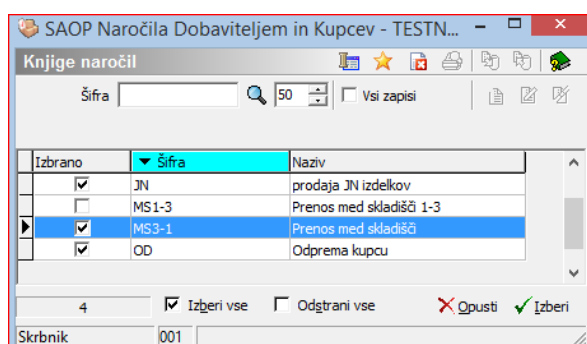 SAOP Naročila Dobaviteljem in Kupcev - TESTN...
Knjige naročil
Šifra 50 Vsi zapisi
Izbrano Šifra Naziv
JN prodaja JN izdelkov
MS1-3 Prenos med skladišči 1-3
MS3-1 Prenos med skladišči
OD Odprema kupcu
4 Izberi vse Odstrani vse Opusti Izberi
Skrbnik 001